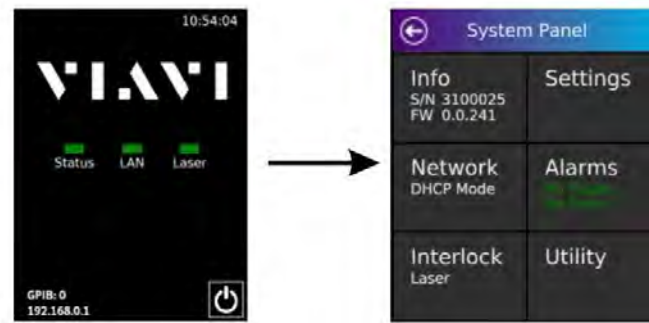 10:54:04
VIAVI
Status LAN Laser
GPIB: 0
192.168.0.1
System Panel
Info
S/N 3100025
FW 0.0.241
Settings
Network
DHCP Mode
Alarms
Interlock
Laser
Utility